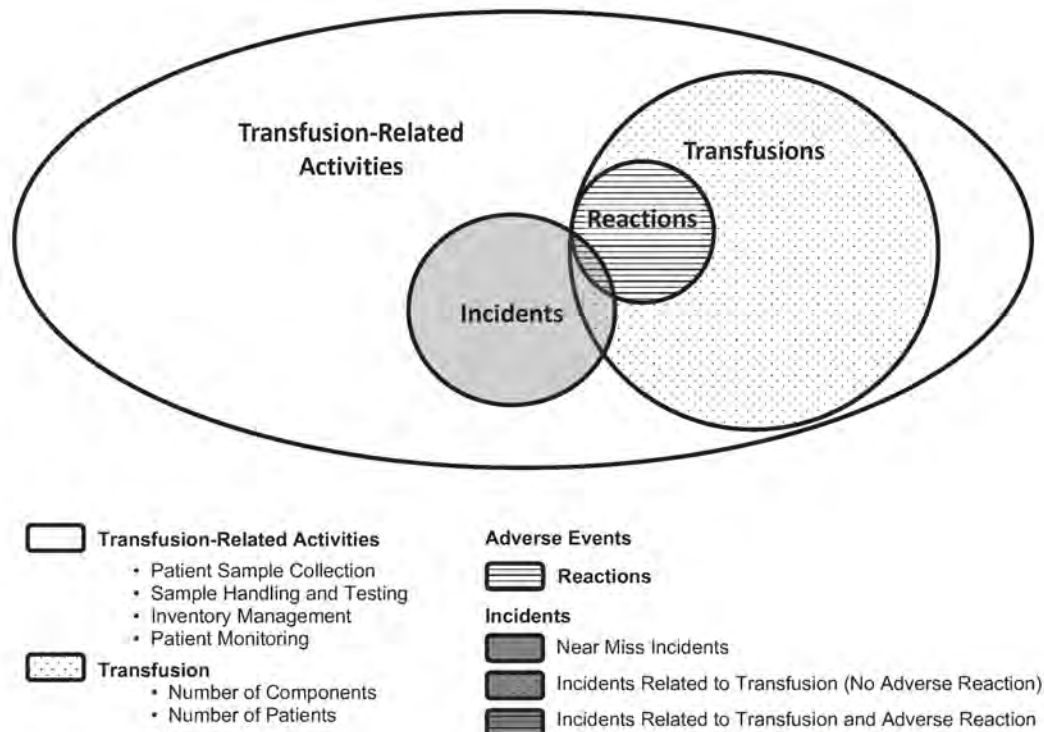 Transfusion-Related
Activities
Transfusions
Reactions
Incidents
Transfusion-Related Activities
• Patient Sample Collection
• Sample Handling and Testing
• Inventory Management
• Patient Monitoring
Transfusion
• Number of Components
• Number of Patients
Adverse Events
Reactions
Incidents
Near Miss Incidents
Incidents Related to Transfusion (No Adverse Reaction)
Incidents Related to Transfusion and Adverse Reaction